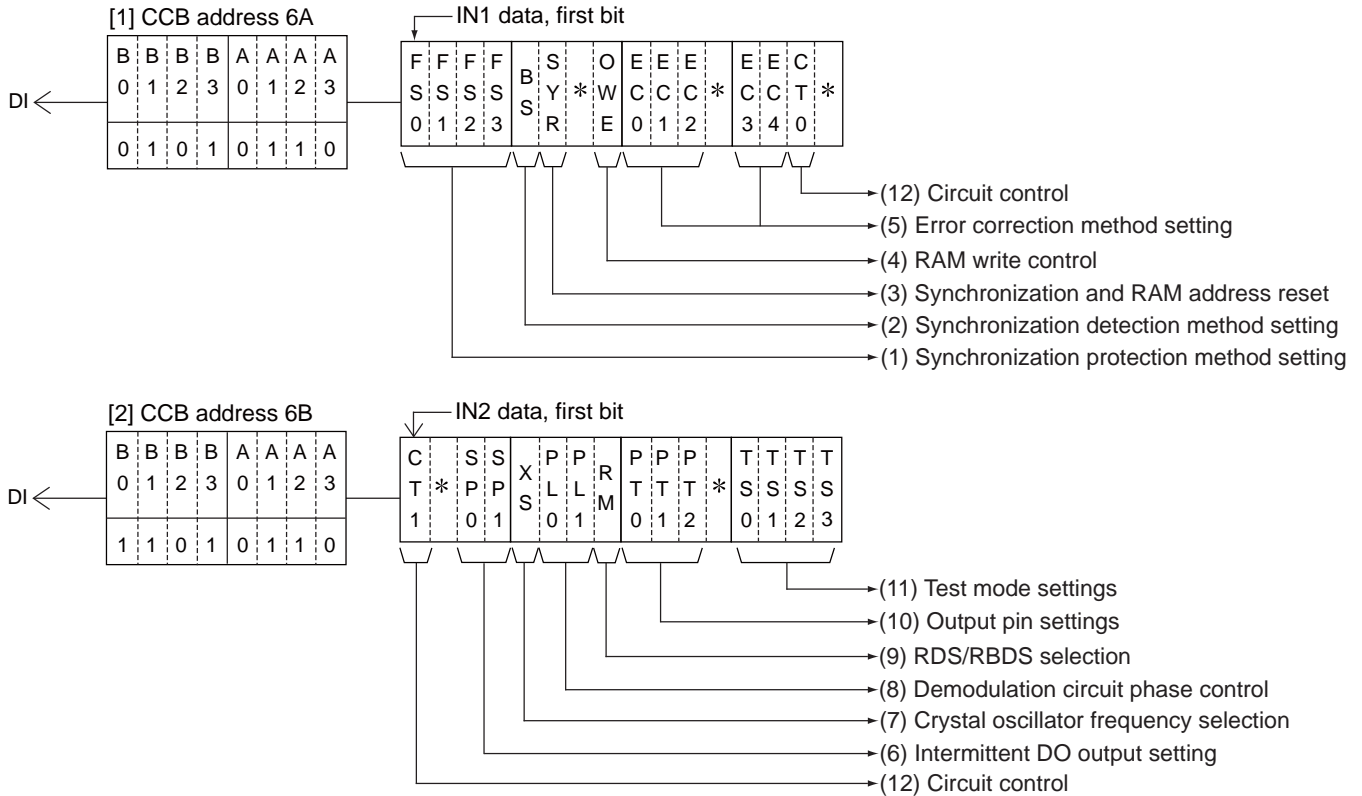 [1] CCB address 6A
IN1 data, first bit
B0 B1 B2 B3 A0 A1 A2 A3
FS0 FS1 FS2 FS3 BS SYR * OWE EC0 EC1 EC2 * EC3 EC4 CT0 *
DI
0 1 0 1 0 1 1 0
(12) Circuit control
(5) Error correction method setting
(4) RAM write control
(3) Synchronization and RAM address reset
(2) Synchronization detection method setting
(1) Synchronization protection method setting
[2] CCB address 6B
IN2 data, first bit
B0 B1 B2 B3 A0 A1 A2 A3
CT1 * SP0 SP1 XS PL0 PL1 RM PT0 PT1 PT2 * TS0 TS1 TS2 TS3
DI
1 1 0 1 0 1 1 0
(11) Test mode settings
(10) Output pin settings
(9) RDS/RBDS selection
(8) Demodulation circuit phase control
(7) Crystal oscillator frequency selection
(6) Intermittent DO output setting
(12) Circuit control